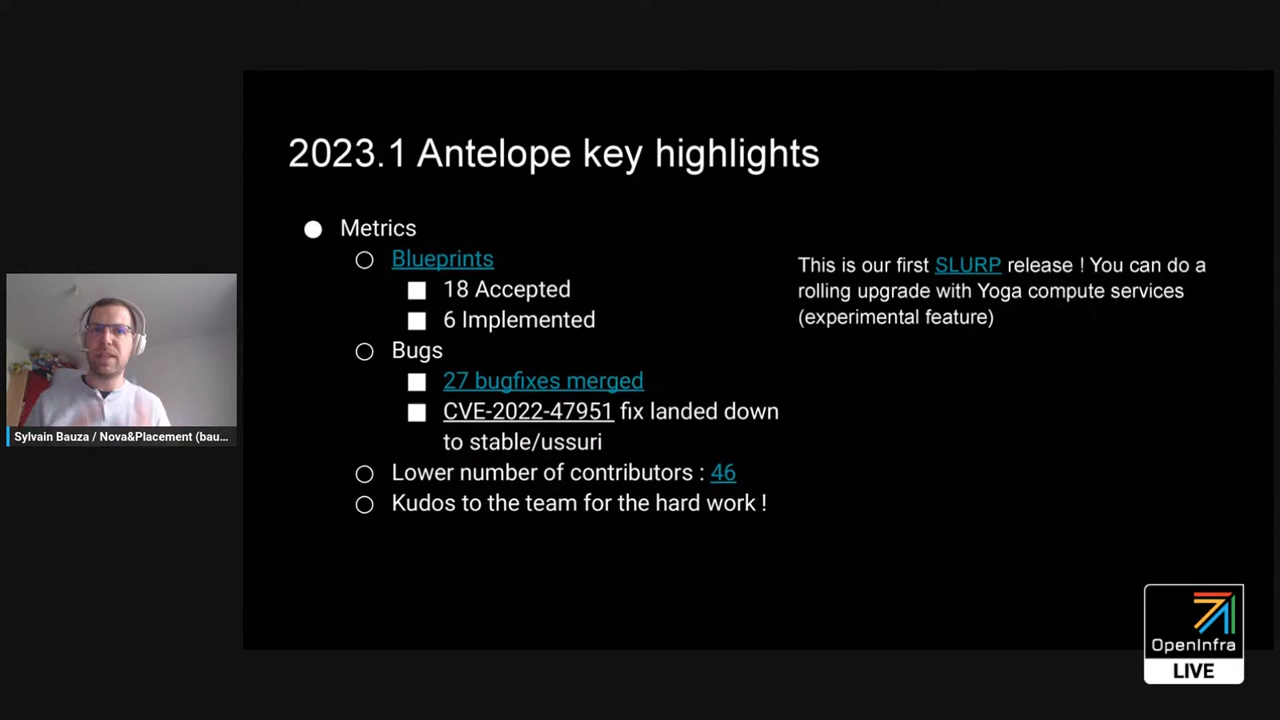 2023.1 Antelope key highlights
Metrics
Blueprints
18 Accepted
6 Implemented
Bugs
27 bugfixes merged
CVE-2022-47951 fix landed down
to stable/ussuri
Lower number of contributors : 46
Kudos to the team for the hard work !
This is our first SLURP release ! You can do a
rolling upgrade with Yoga compute services
(experimental feature)
Sylvain Bauza / Nova&Placement (bau...
OpenInfra
LIVE